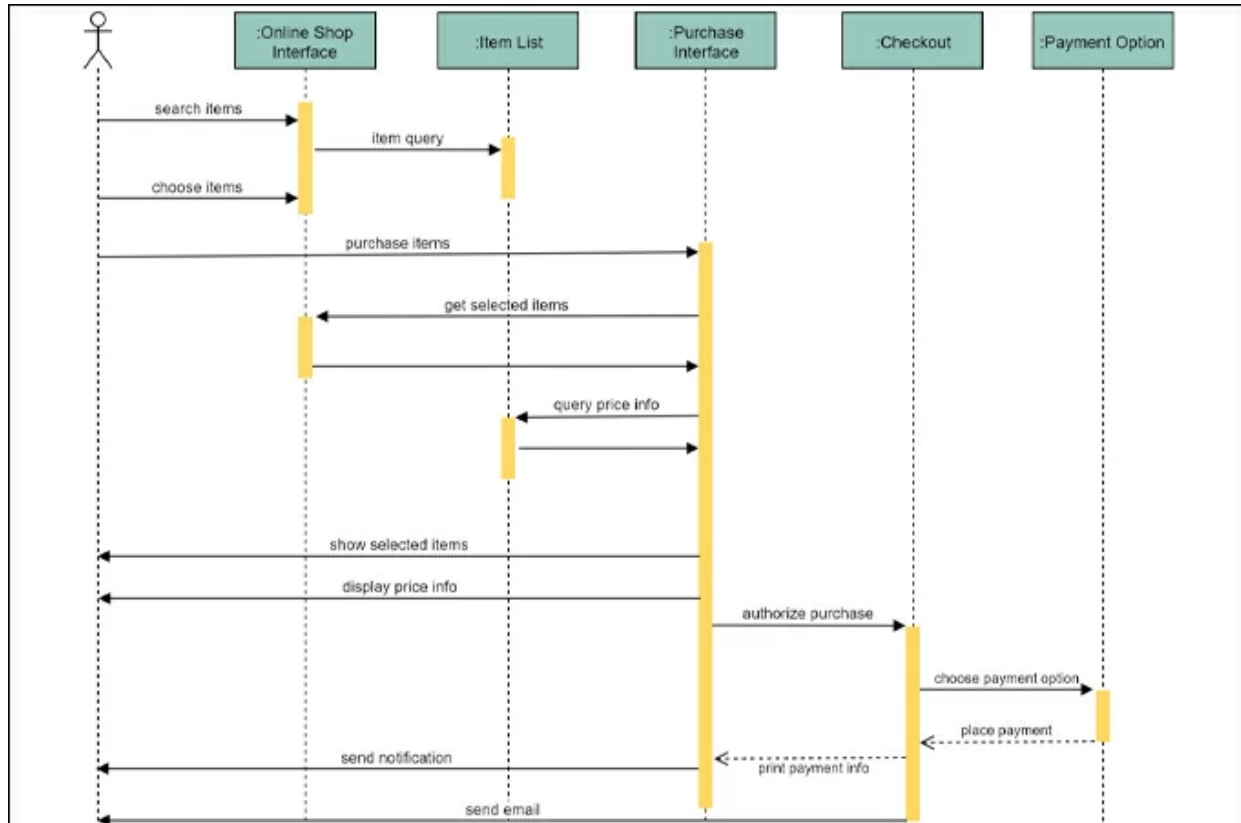 :Online Shop
Interface
:Item List
:Purchase
Interface
:Checkout
:Payment Option
search items
item query
choose items
purchase items
get selected items
query price info
show selected items
display price info
authorize purchase
choose payment option
place payment
send notification
print payment info
send email